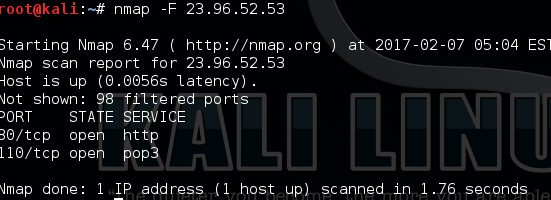 root@kali:~# nmap -F 23.96.52.53

Starting Nmap 6.47 ( http://nmap.org ) at 2017-02-07 05:04 EST
Nmap scan report for 23.96.52.53
Host is up (0.0056s latency).
Not shown: 98 filtered ports
PORT    STATE SERVICE
80/tcp  open  http
110/tcp open  pop3

Nmap done: 1 IP address (1 host up) scanned in 1.76 seconds
KALI LINU
the quieter you become, the more you are able